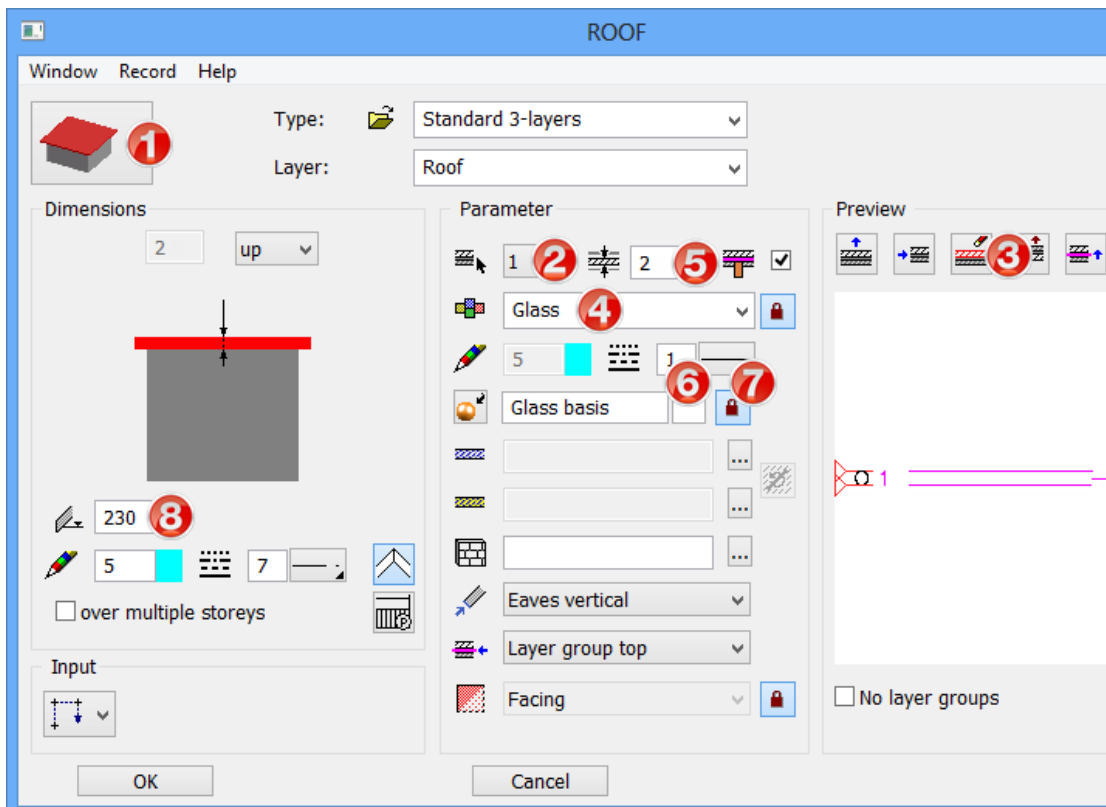 ROOF
Window Record Help
1
Type: Standard 3-layers
Layer: Roof
Dimensions
2 up
Parameter
1 2 2 5
Glass 4
5 1
6 7
Glass basis
...
...
...
Eaves vertical
Layer group top
Facing
Preview
3
1
No layer groups
230 8
5 7
over multiple storeys
Input
OK Cancel